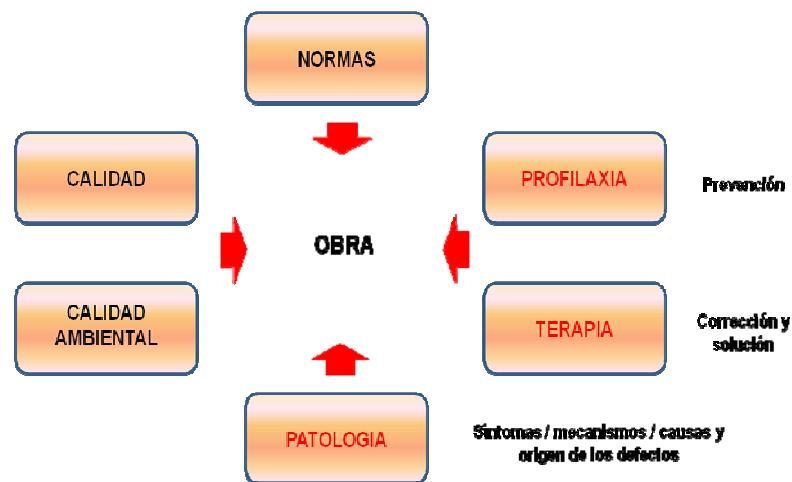 NORMAS
CALIDAD
PROFILAXIA
Prevención
OBRA
CALIDAD
AMBIENTAL
TERAPIA
Corrección y
solución
PATOLOGIA
Síntomas / mecanismos / causas y
origen de los defectos